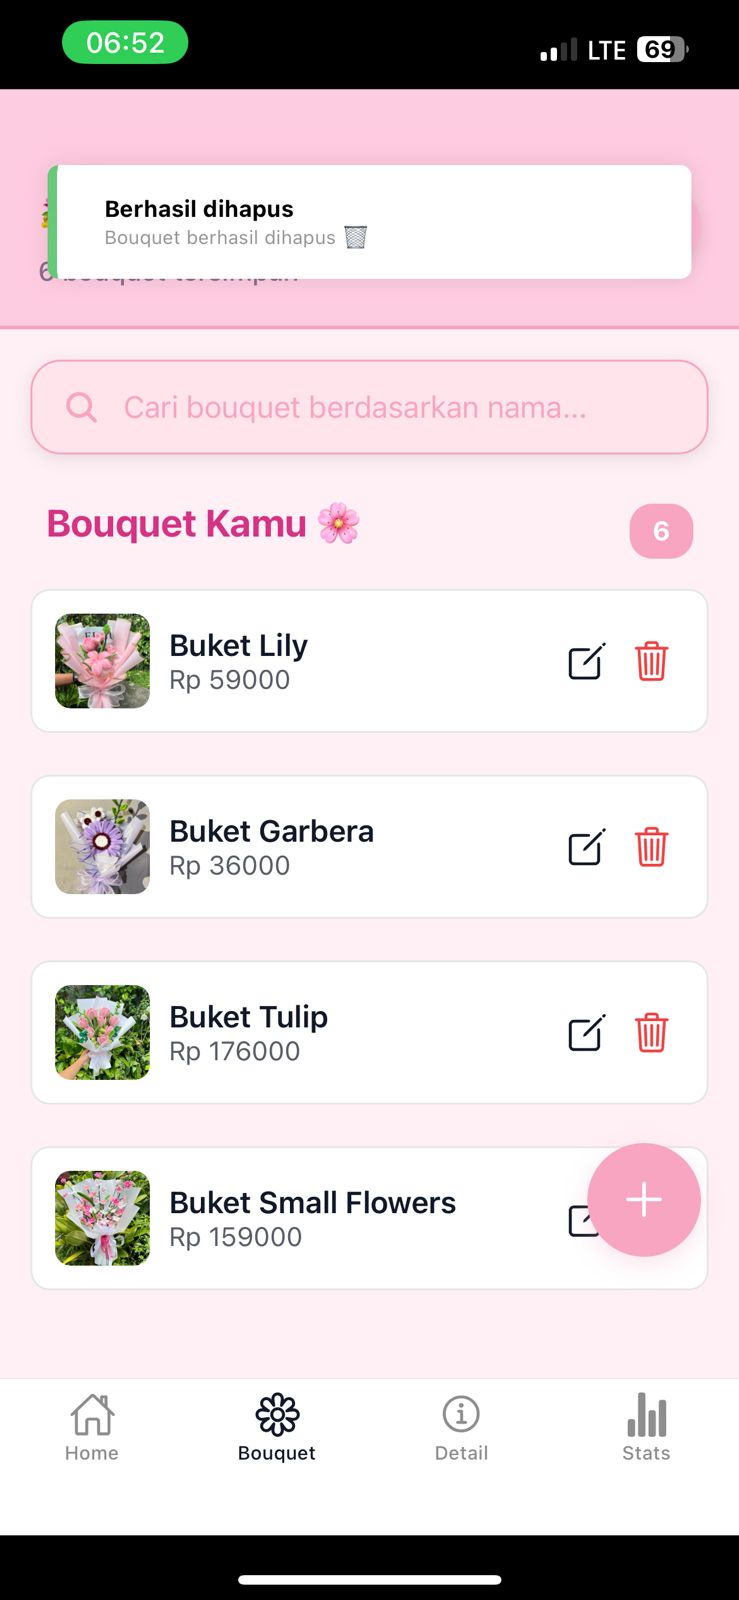 06:52
LTE 69
Berhasil dihapus
Bouquet berhasil dihapus
6 bouquet tersimpan
Cari bouquet berdasarkan nama...
Bouquet Kamu
6
Buket Lily
Rp 59000
Buket Garbera
Rp 36000
Buket Tulip
Rp 176000
Buket Small Flowers
Rp 159000
Home
Bouquet
Detail
Stats